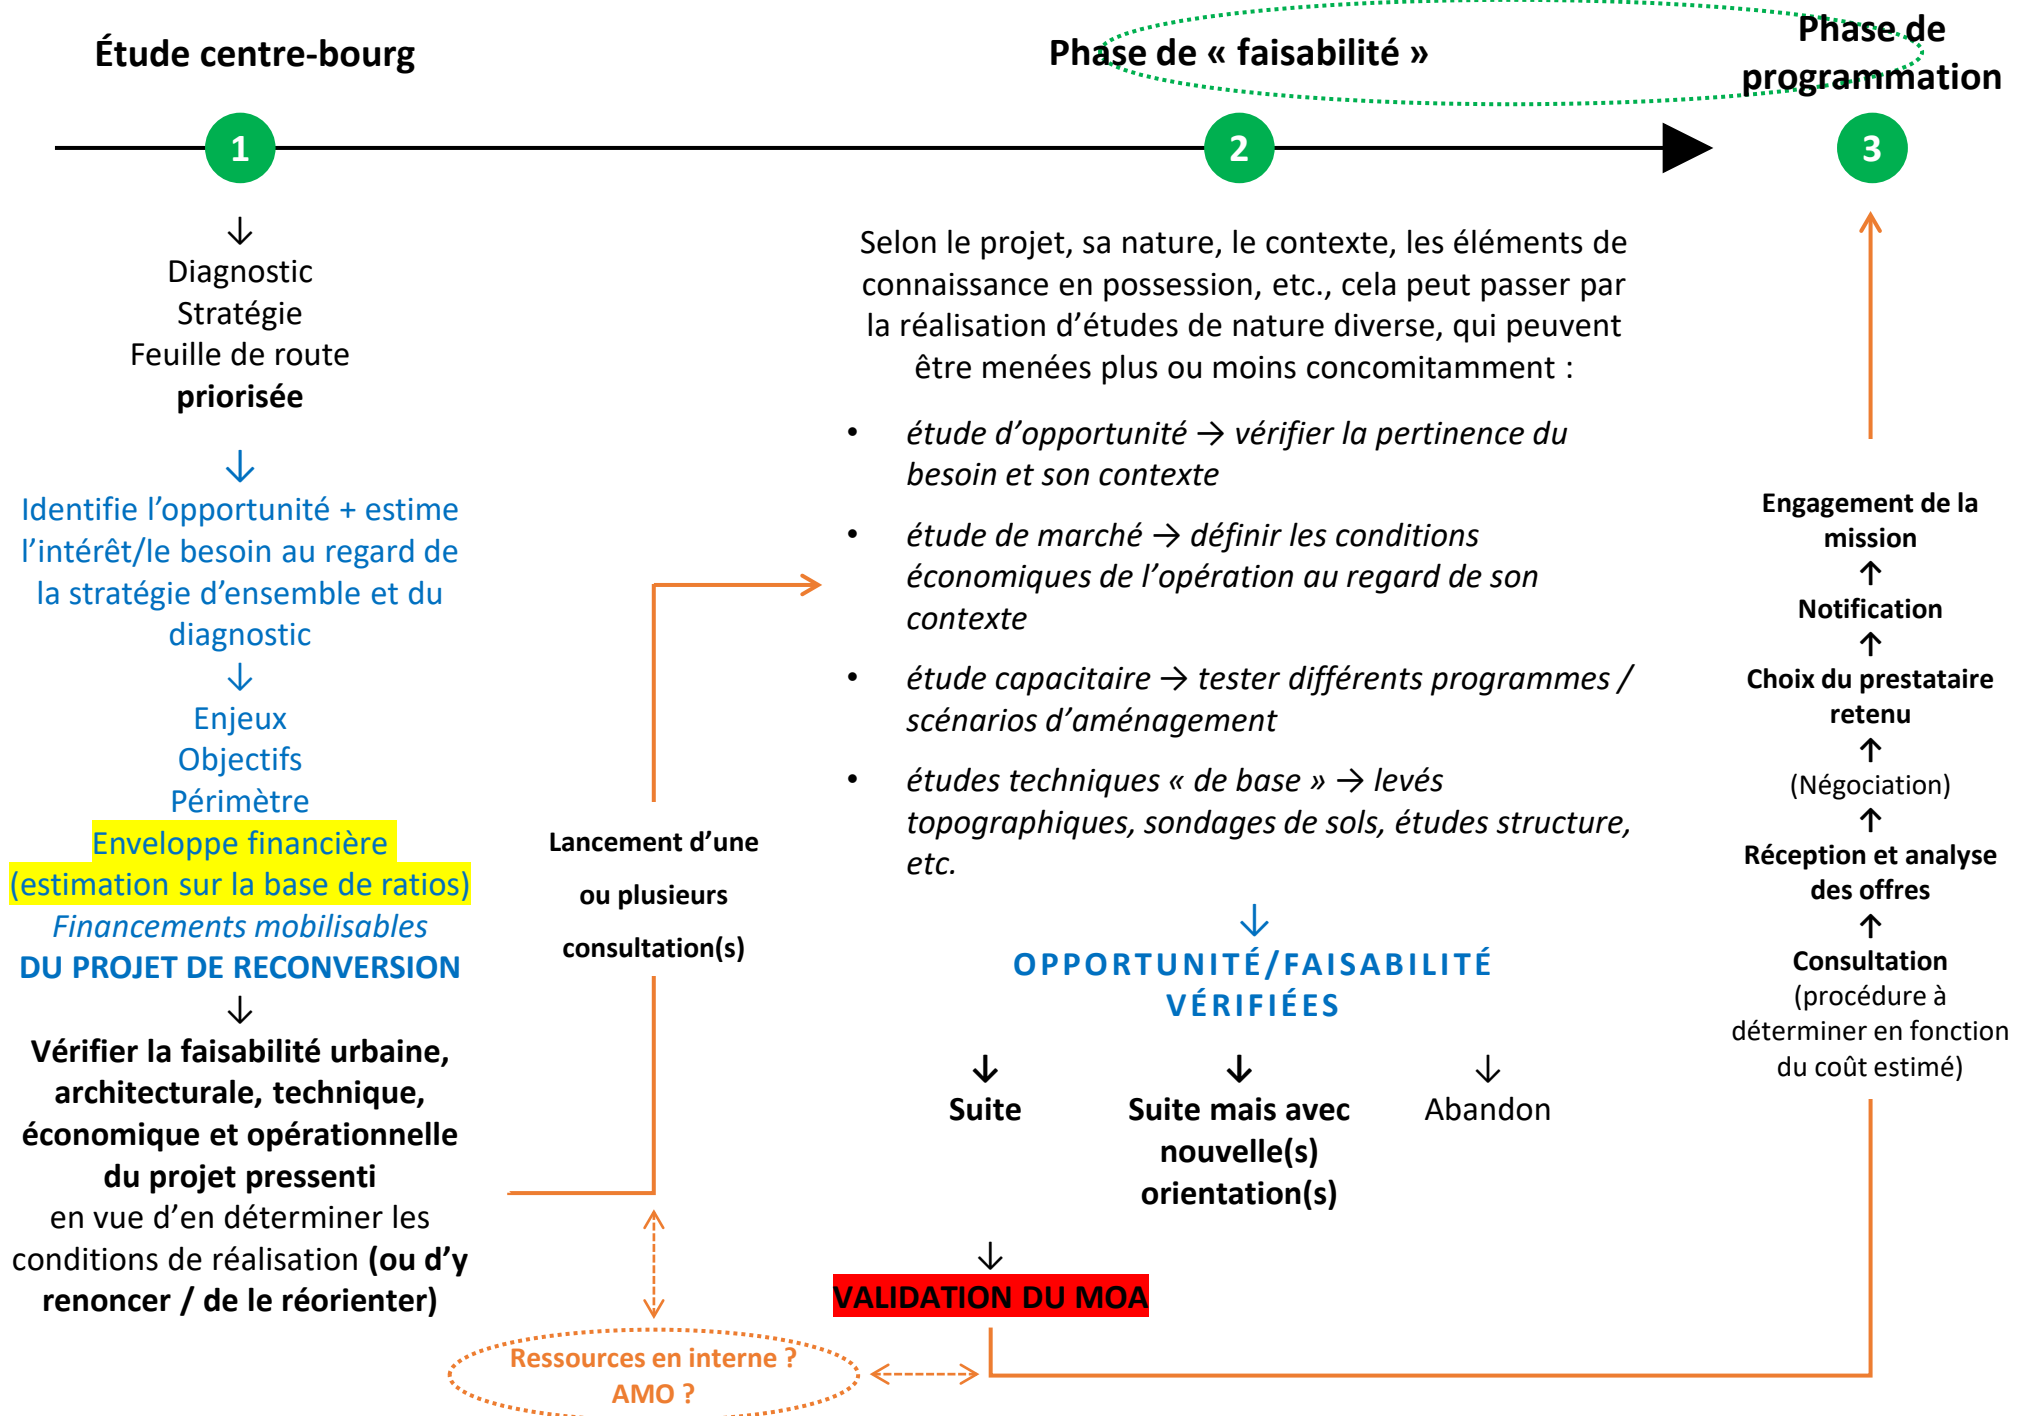 Étude centre-bourg
Phase de « faisabilité »
Phase de
programmation
1
2
3
↓
Diagnostic
Stratégie
Feuille de route
priorisée
↓
Identifie l’opportunité + estime
l’intérêt/le besoin au regard de
la stratégie d’ensemble et du
diagnostic
↓
Enjeux
Objectifs
Périmètre
Enveloppe financière
(estimation sur la base de ratios)
Financements mobilisables
DU PROJET DE RECONVERSION
↓
Vérifier la faisabilité urbaine,
architecturale, technique,
économique et opérationnelle
du projet pressenti
en vue d’en déterminer les
conditions de réalisation (ou d’y
renoncer / de le réorienter)
Lancement d’une
ou plusieurs
consultation(s)
Ressources en interne ?
AMO ?
Selon le projet, sa nature, le contexte, les éléments de
connaissance en possession, etc., cela peut passer par
la réalisation d’études de nature diverse, qui peuvent
être menées plus ou moins concomitamment :
• étude d’opportunité → vérifier la pertinence du
besoin et son contexte
• étude de marché → définir les conditions
économiques de l’opération au regard de son
contexte
• étude capacitaire → tester différents programmes /
scénarios d’aménagement
• études techniques « de base » → levés
topographiques, sondages de sols, études structure,
etc.
↓
OPPORTUNITÉ/FAISABILITÉ
VÉRIFIÉES
↓ ↓ ↓
Suite
Suite mais avec
nouvelle(s)
orientation(s)
Abandon
↓
VALIDATION DU MOA
Engagement de la
mission
↑
Notification
↑
Choix du prestataire
retenu
↑
(Négociation)
↑
Réception et analyse
des offres
↑
Consultation
(procédure à
déterminer en fonction
du coût estimé)